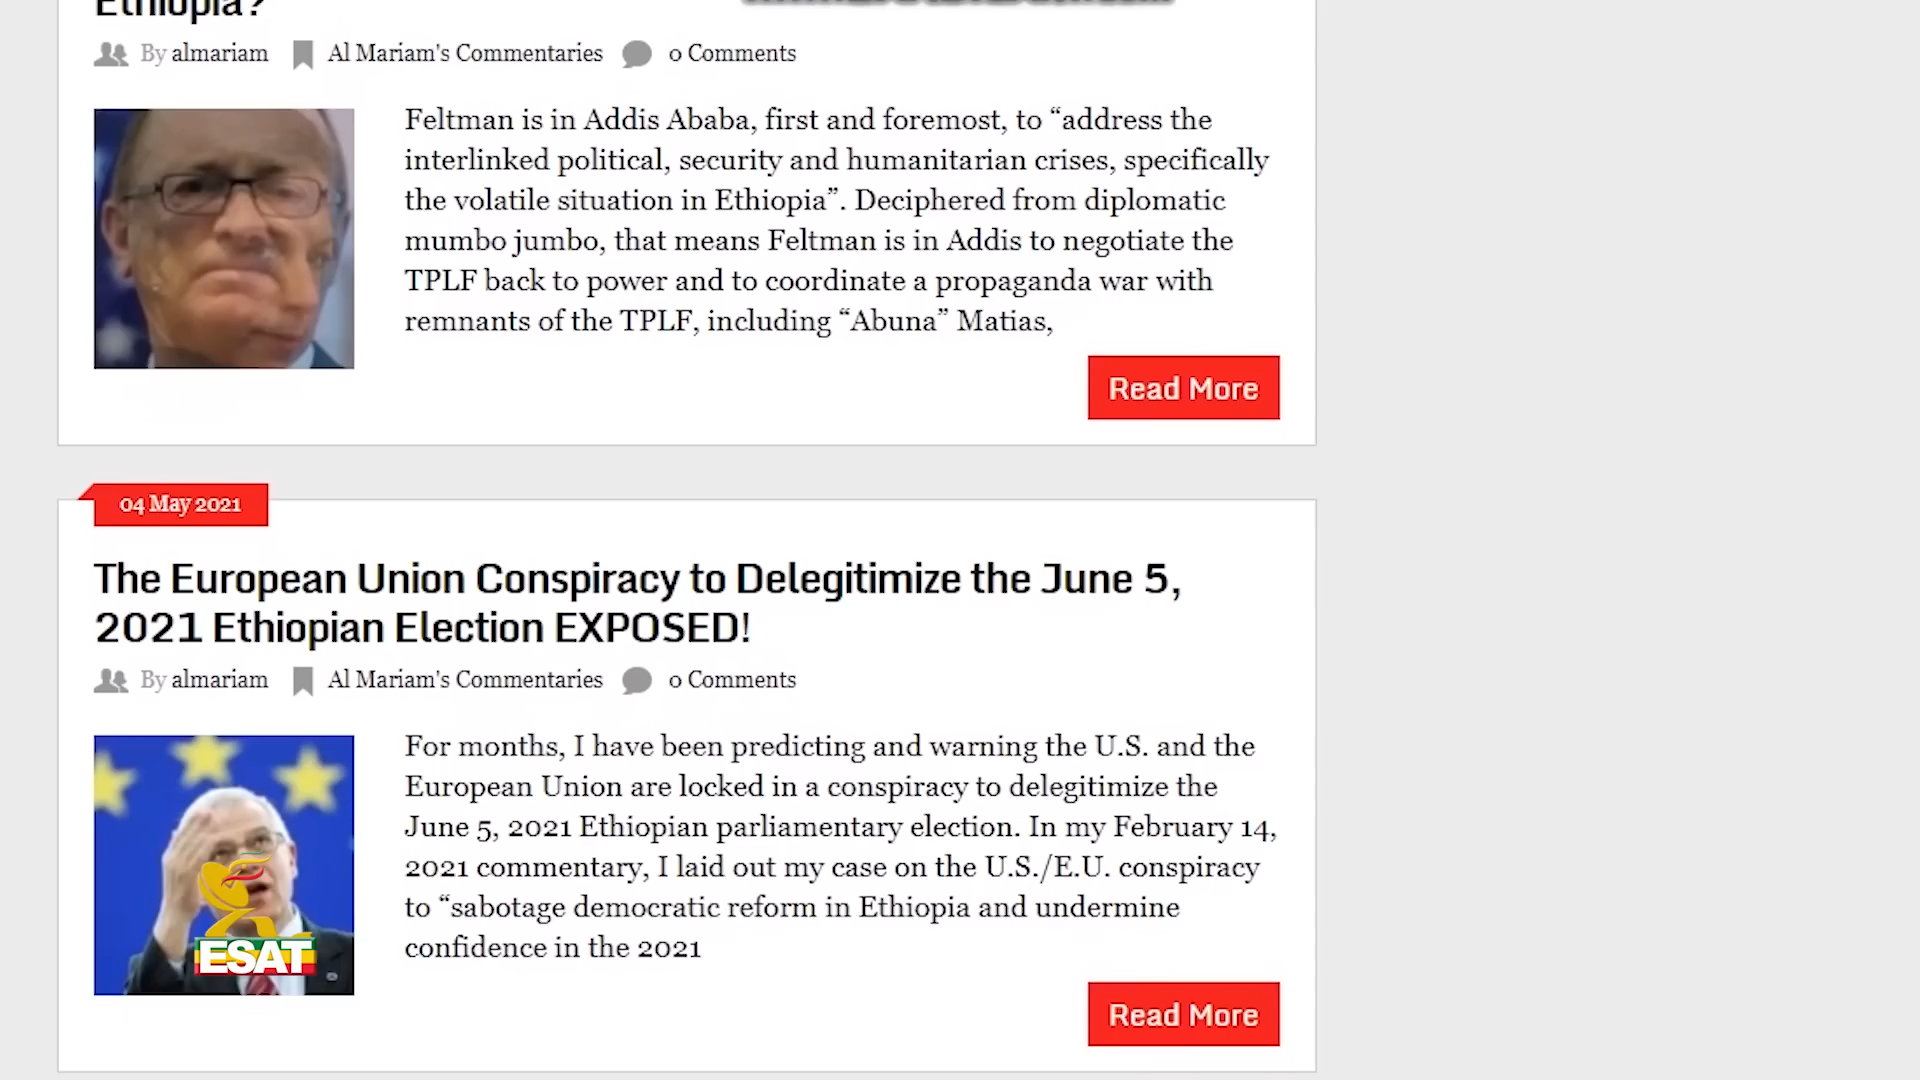 Ethiopia?
By almariam Al Mariam's Commentaries 0 Comments
Feltman is in Addis Ababa, first and foremost, to “address the
interlinked political, security and humanitarian crises, specifically
the volatile situation in Ethiopia”. Deciphered from diplomatic
mumbo jumbo, that means Feltman is in Addis to negotiate the
TPLF back to power and to coordinate a propaganda war with
remnants of the TPLF, including “Abuna” Matias,
Read More
04 May 2021
The European Union Conspiracy to Delegitimize the June 5,
2021 Ethiopian Election EXPOSED!
By almariam Al Mariam's Commentaries 0 Comments
For months, I have been predicting and warning the U.S. and the
European Union are locked in a conspiracy to delegitimize the
June 5, 2021 Ethiopian parliamentary election. In my February 14,
2021 commentary, I laid out my case on the U.S./E.U. conspiracy
to “sabotage democratic reform in Ethiopia and undermine
confidence in the 2021
ESAT
Read More